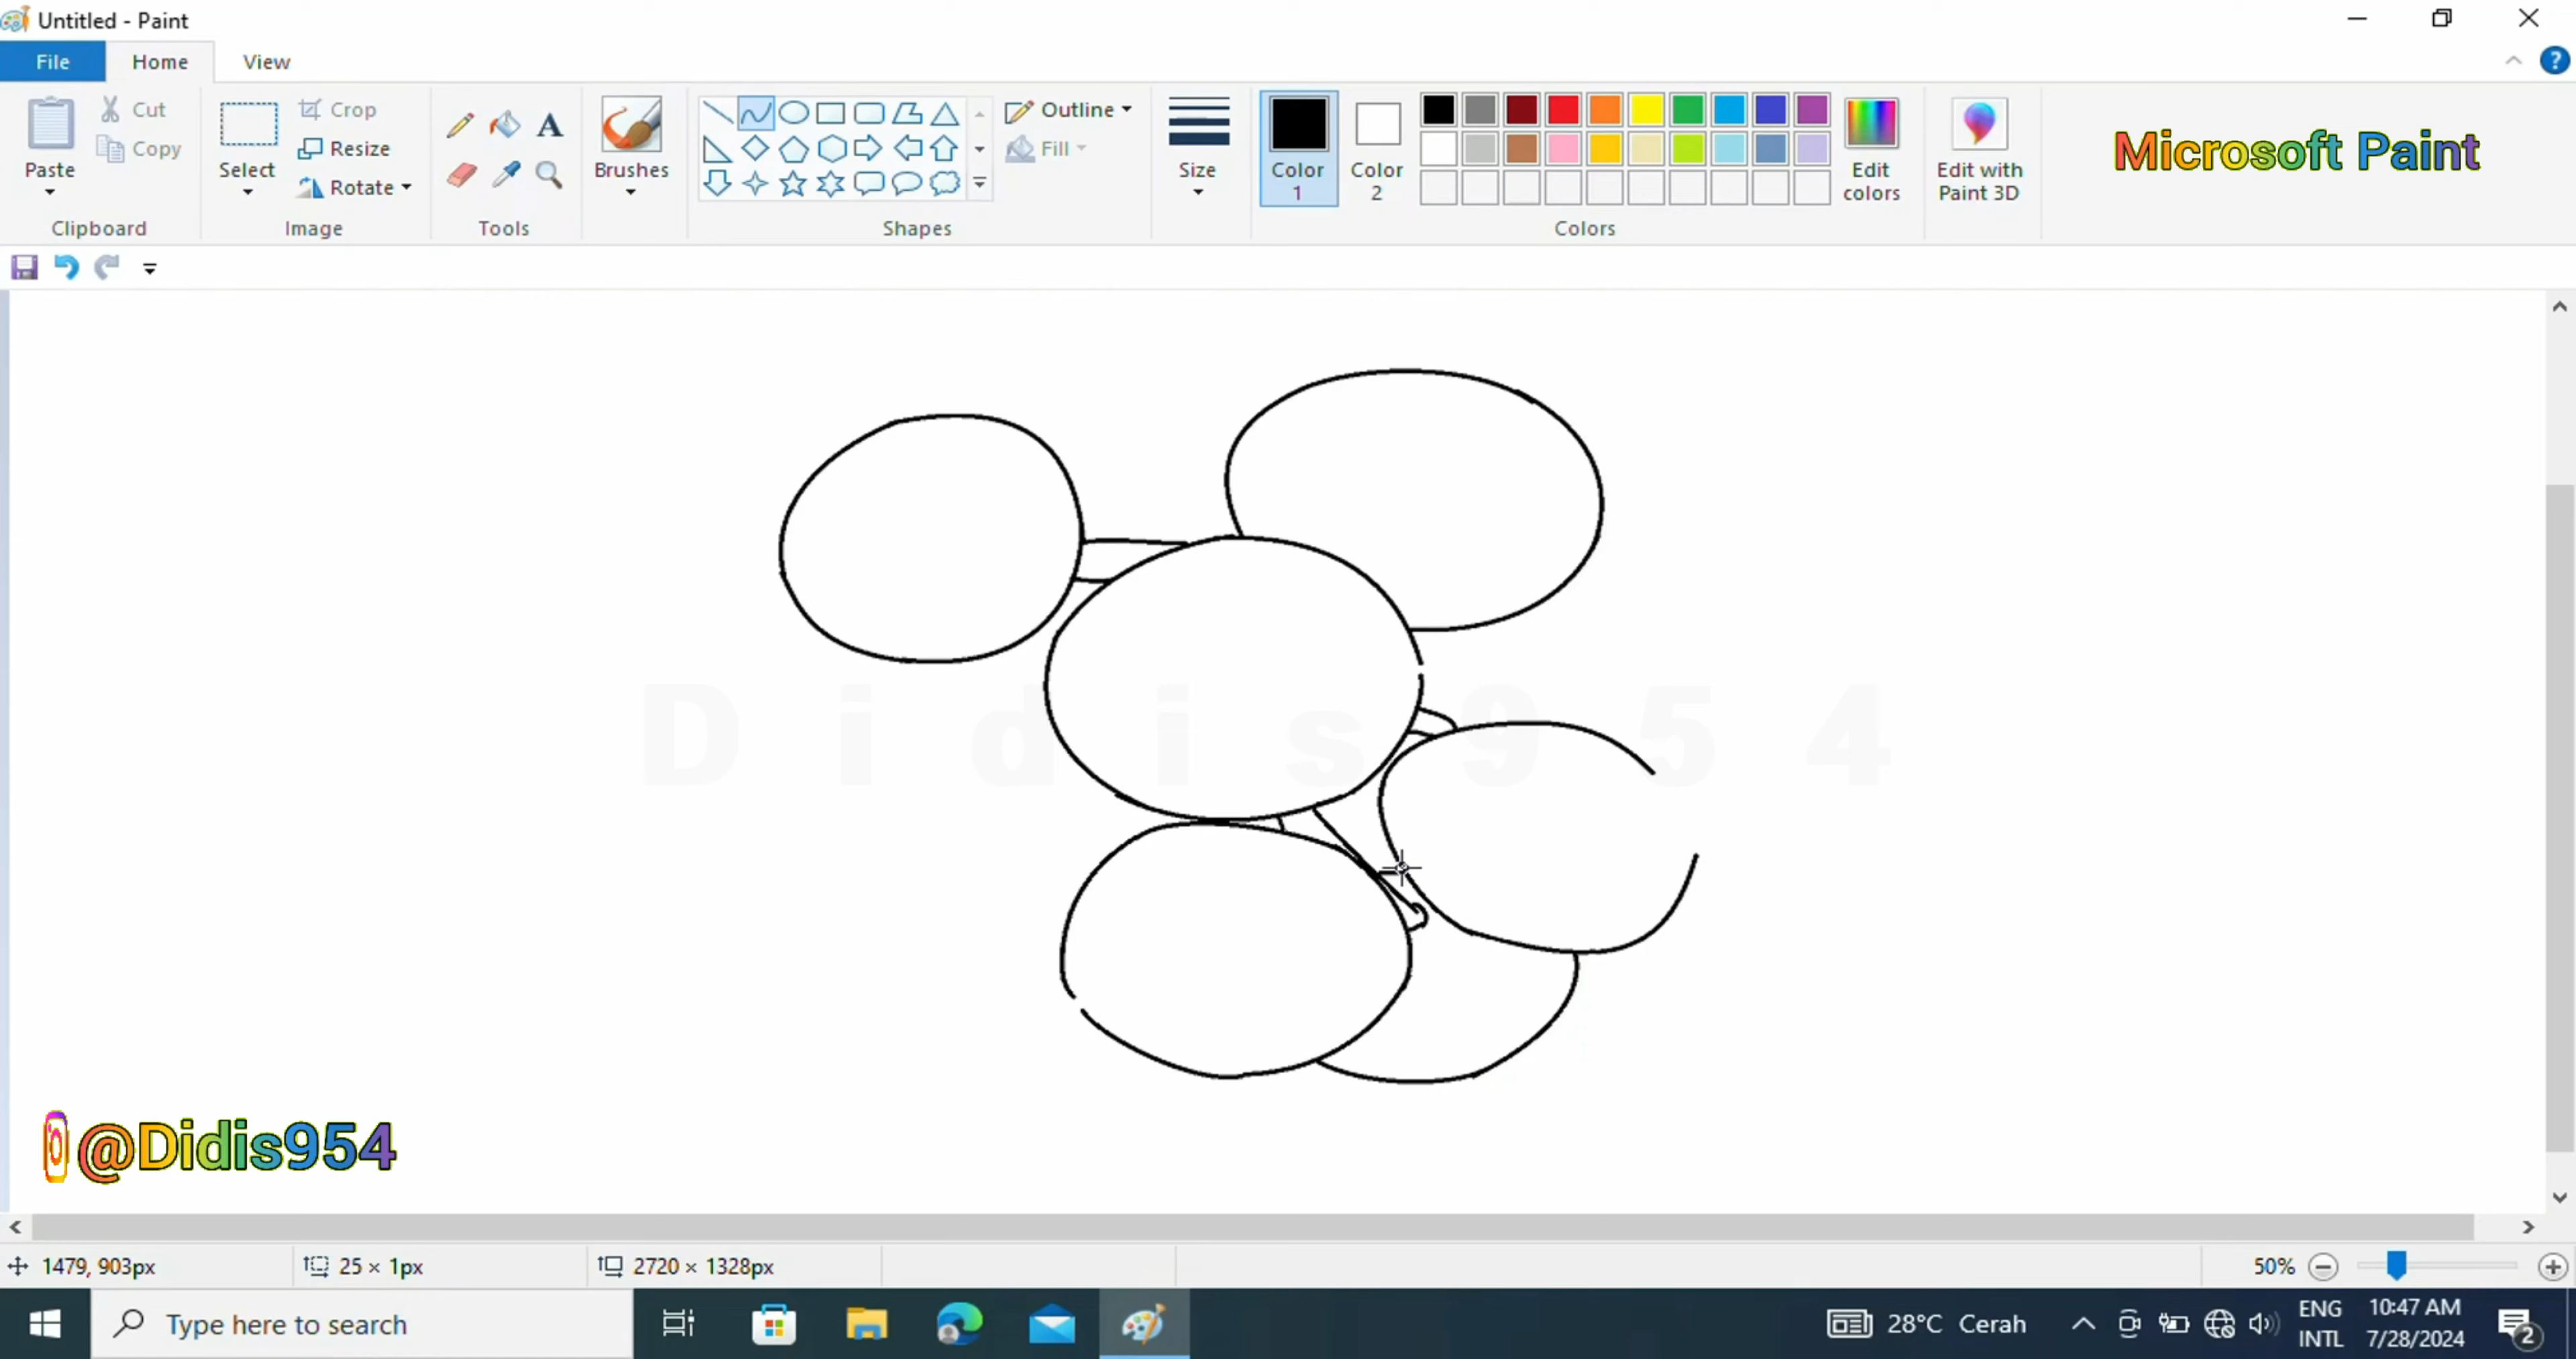 Untitled - Paint
File Home View
Paste Cut Copy Clipboard
Select Crop Resize Rotate Image
A
Tools
Brushes
Shapes
Outline
Fill
Size
Color 1
Color 2
Colors
Edit colors
Edit with Paint 3D
Microsoft Paint
?
Didis954
@Didis954
1479, 903px 25 × 1px 2720 × 1328px 50%
Type here to search
28°C Cerah
ENG
INTL
10:47 AM
7/28/2024
2